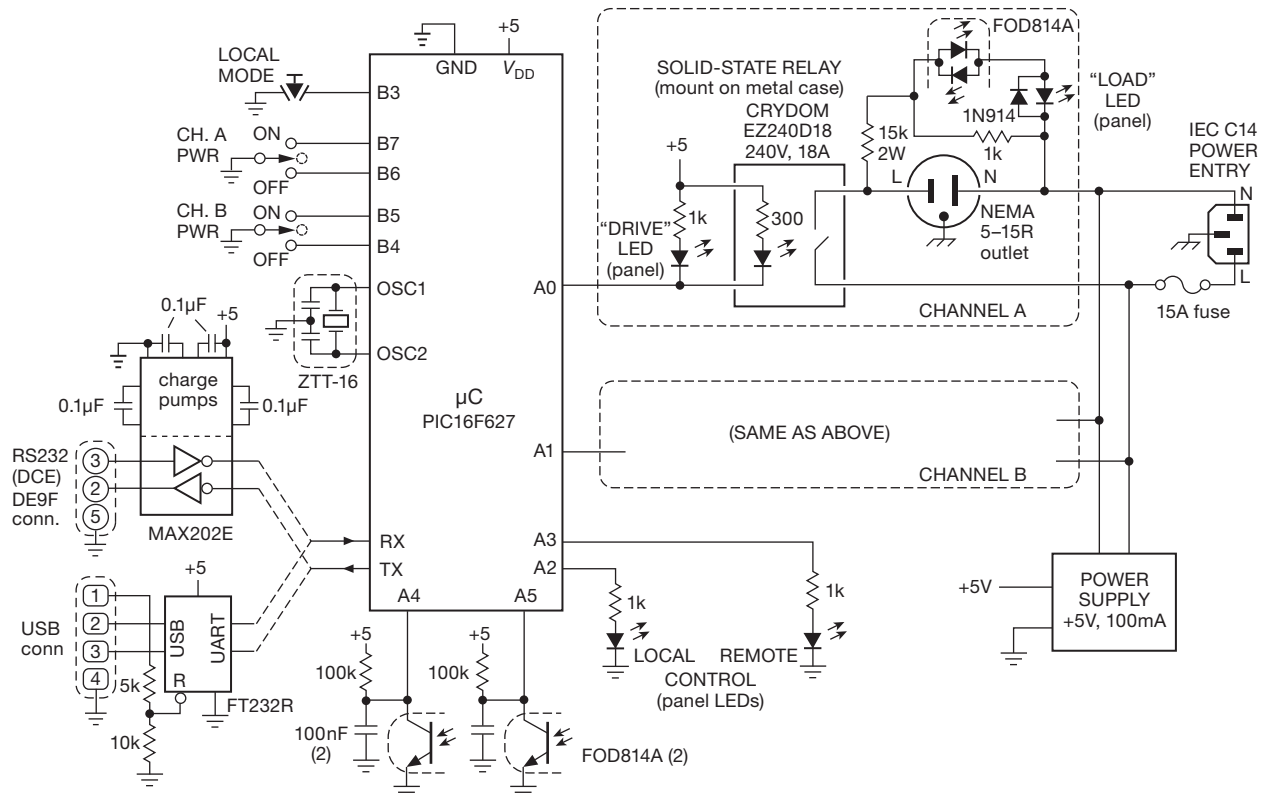 +5
GND
VDD
LOCAL
MODE
B3
CH. A
PWR
ON
OFF
B7
B6
CH. B
PWR
ON
OFF
B5
B4
OSC1
OSC2
ZTT-16
µC
PIC16F627
0.1µF
+5
charge
pumps
0.1µF
0.1µF
RS232
(DCE)
DE9F
conn.
3
2
5
MAX202E
RX
TX
+5
USB
conn
1
2
3
4
USB
UART
R
5k
10k
FT232R
A4
A5
+5
100k
100nF
(2)
+5
100k
FOD814A (2)
A0
A1
A3
A2
1k
1k
LOCAL
REMOTE
CONTROL
(panel LEDs)
SOLID-STATE RELAY
(mount on metal case)
CRYDOM
EZ240D18
240V, 18A
+5
1k
300
“DRIVE”
LED
(panel)
FOD814A
15k
2W
1N914
1k
“LOAD”
LED
(panel)
L
N
NEMA
5–15R
outlet
CHANNEL A
IEC C14
POWER
ENTRY
N
L
15A fuse
(SAME AS ABOVE)
CHANNEL B
+5V
POWER
SUPPLY
+5V, 100mA